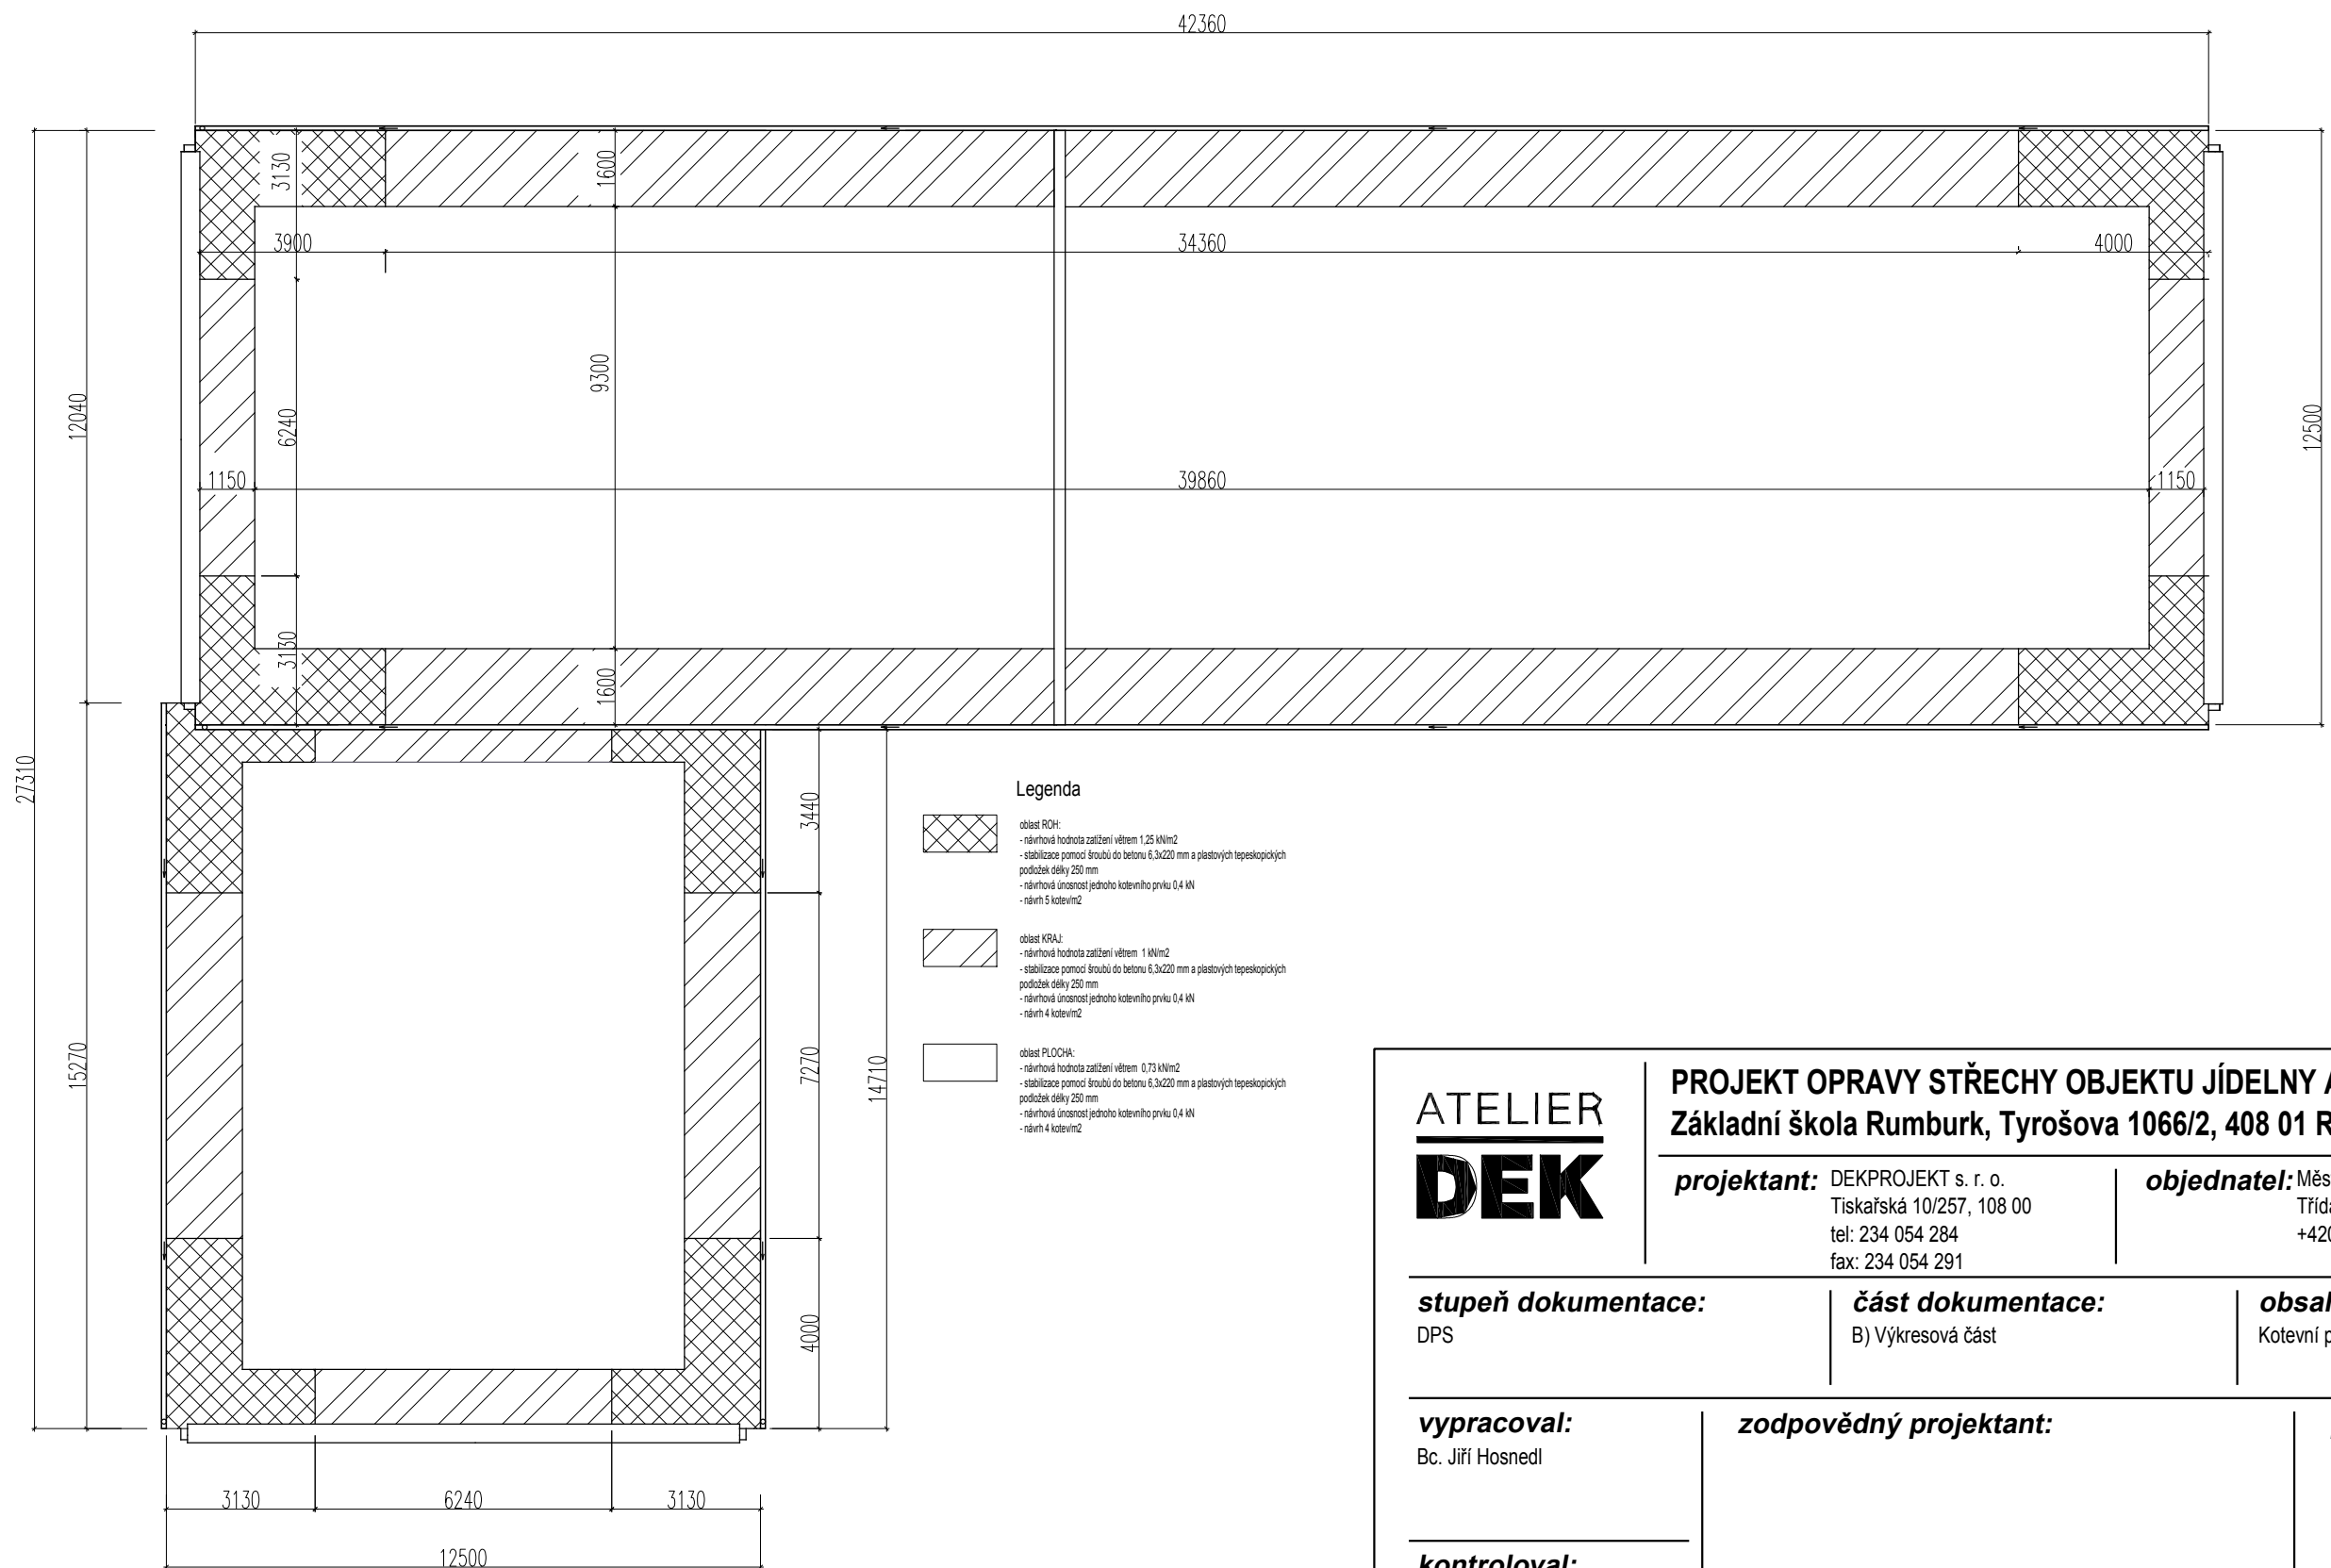 42360
3130
1600
3900
34360
4000
12040
9300
6240
12500
1150
39860
1150
3130
1600
27310
3440
15270
7270
14710
4000
3130
6240
3130
12500
Legenda
oblast ROH:
- návrhová hodnota zatížení větrem 1,25 kN/m2
- stabilizace pomocí šroubů do betonu 6,3x220 mm a plastových tepeskopických
podložek délky 250 mm
- návrhová únosnost jednoho kotevního prvku 0,4 kN
- návrh 5 kotev/m2
oblast KRAJ:
- návrhová hodnota zatížení větrem 1 kN/m2
- stabilizace pomocí šroubů do betonu 6,3x220 mm a plastových tepeskopických
podložek délky 250 mm
- návrhová únosnost jednoho kotevního prvku 0,4 kN
- návrh 4 kotev/m2
oblast PLOCHA:
- návrhová hodnota zatížení větrem 0,73 kN/m2
- stabilizace pomocí šroubů do betonu 6,3x220 mm a plastových tepeskopických
podložek délky 250 mm
- návrhová únosnost jednoho kotevního prvku 0,4 kN
- návrh 4 kotev/m2
ATELIER
DEK
PROJEKT OPRAVY STŘECHY OBJEKTU JÍDELNY A
Základní škola Rumburk, Tyrošova 1066/2, 408 01 R
projektant: DEKPROJEKT s. r. o.
Tiskařská 10/257, 108 00
tel: 234 054 284
fax: 234 054 291
objednatel: Měs
Třída
+420
stupeň dokumentace:
DPS
část dokumentace:
B) Výkresová část
obsah
Kotevní p
vypracoval:
Bc. Jiří Hosnedl
zodpovědný projektant:
kontroloval: